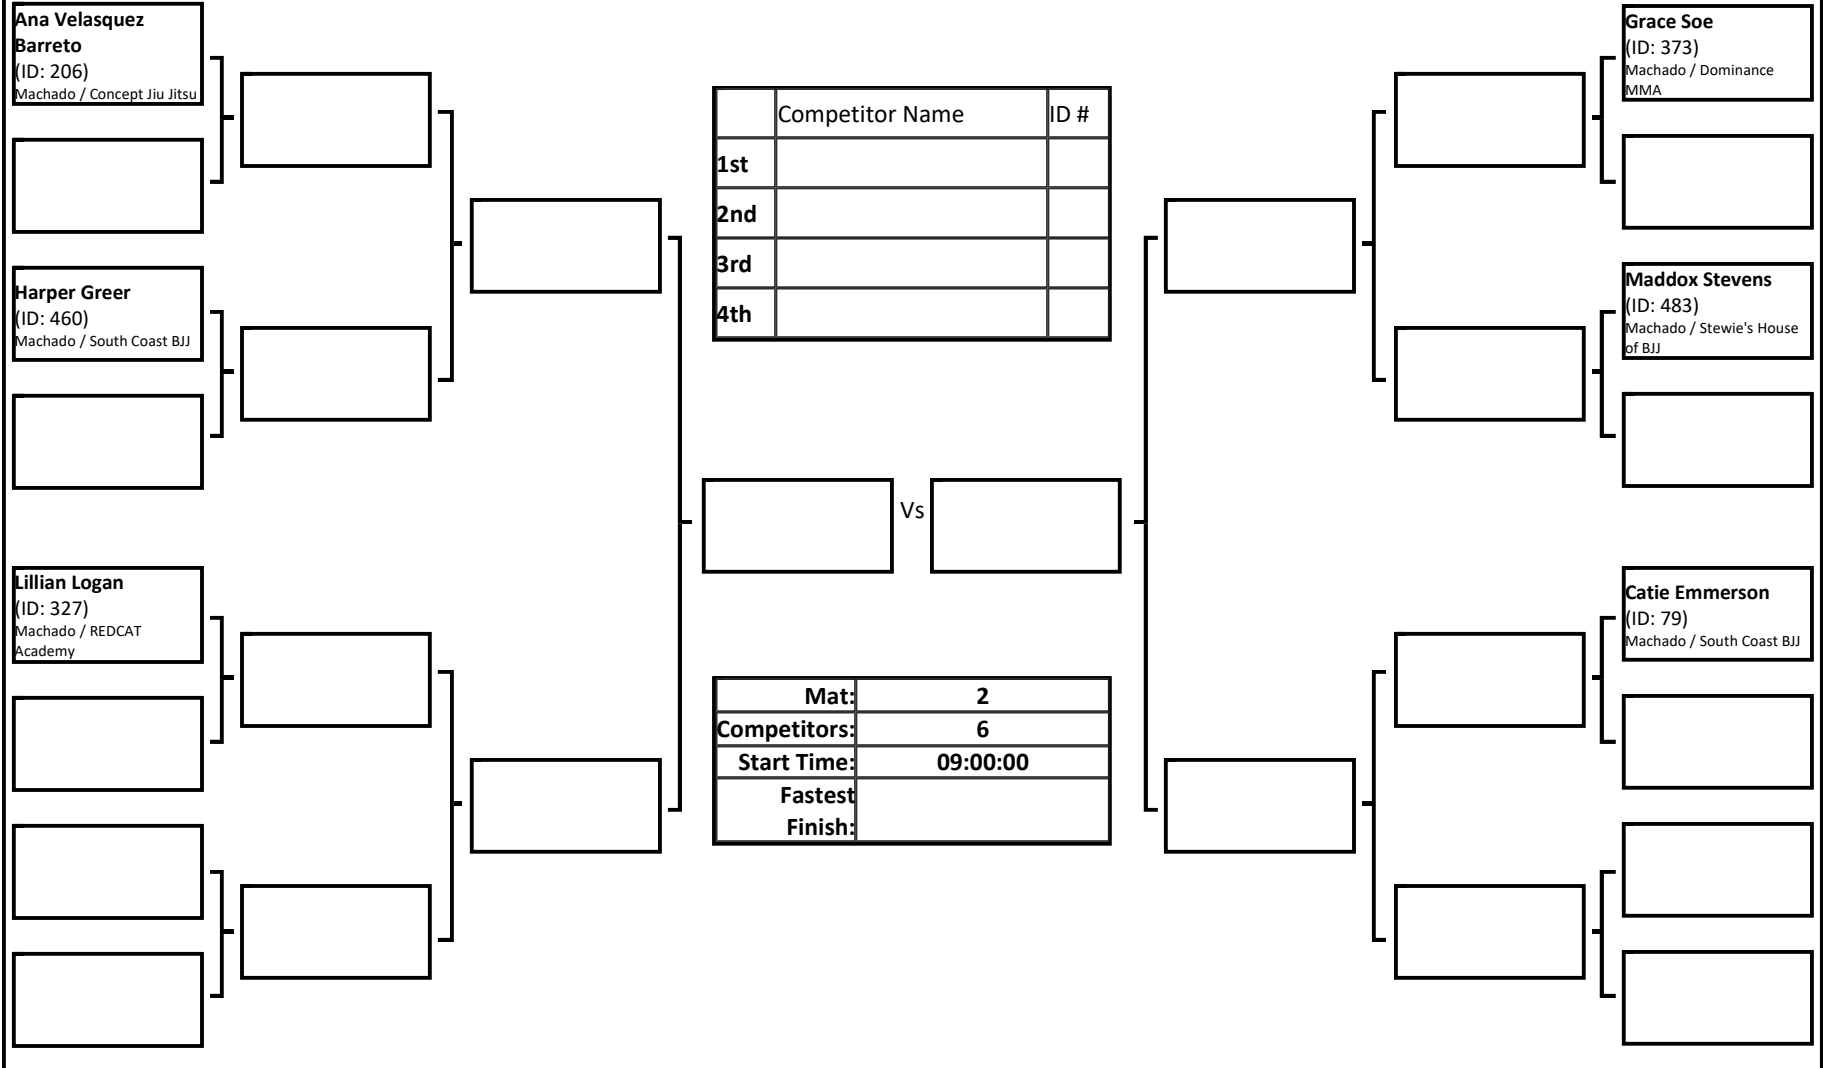 Ana Velasquez
Barreto
(ID: 206)
Machado / Concept Jiu Jitsu
Harper Greer
(ID: 460)
Machado / South Coast BJJ
Lillian Logan
(ID: 327)
Machado / REDCAT
Academy
Competitor Name ID #
1st
2nd
3rd
4th
Vs
Mat: 2
Competitors: 6
Start Time: 09:00:00
Fastest
Finish:
Grace Soe
(ID: 373)
Machado / Dominance
MMA
Maddox Stevens
(ID: 483)
Machado / Stewie's House
of BJJ
Catie Emmerson
(ID: 79)
Machado / South Coast BJJ